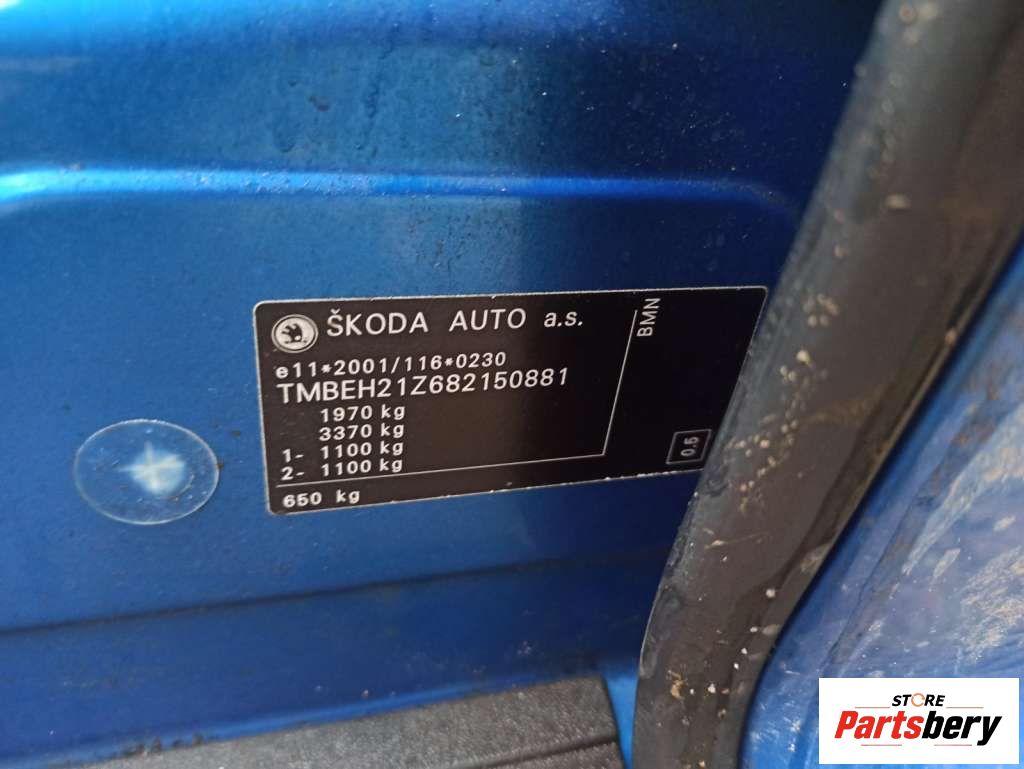 ŠKODA AUTO a.s.
BMN
e11*2001/116*0230
TMBEH21Z682150881
1970 kg
3370 kg
1- 1100 kg
2- 1100 kg
0,5
650 kg
STORE
Partsbery